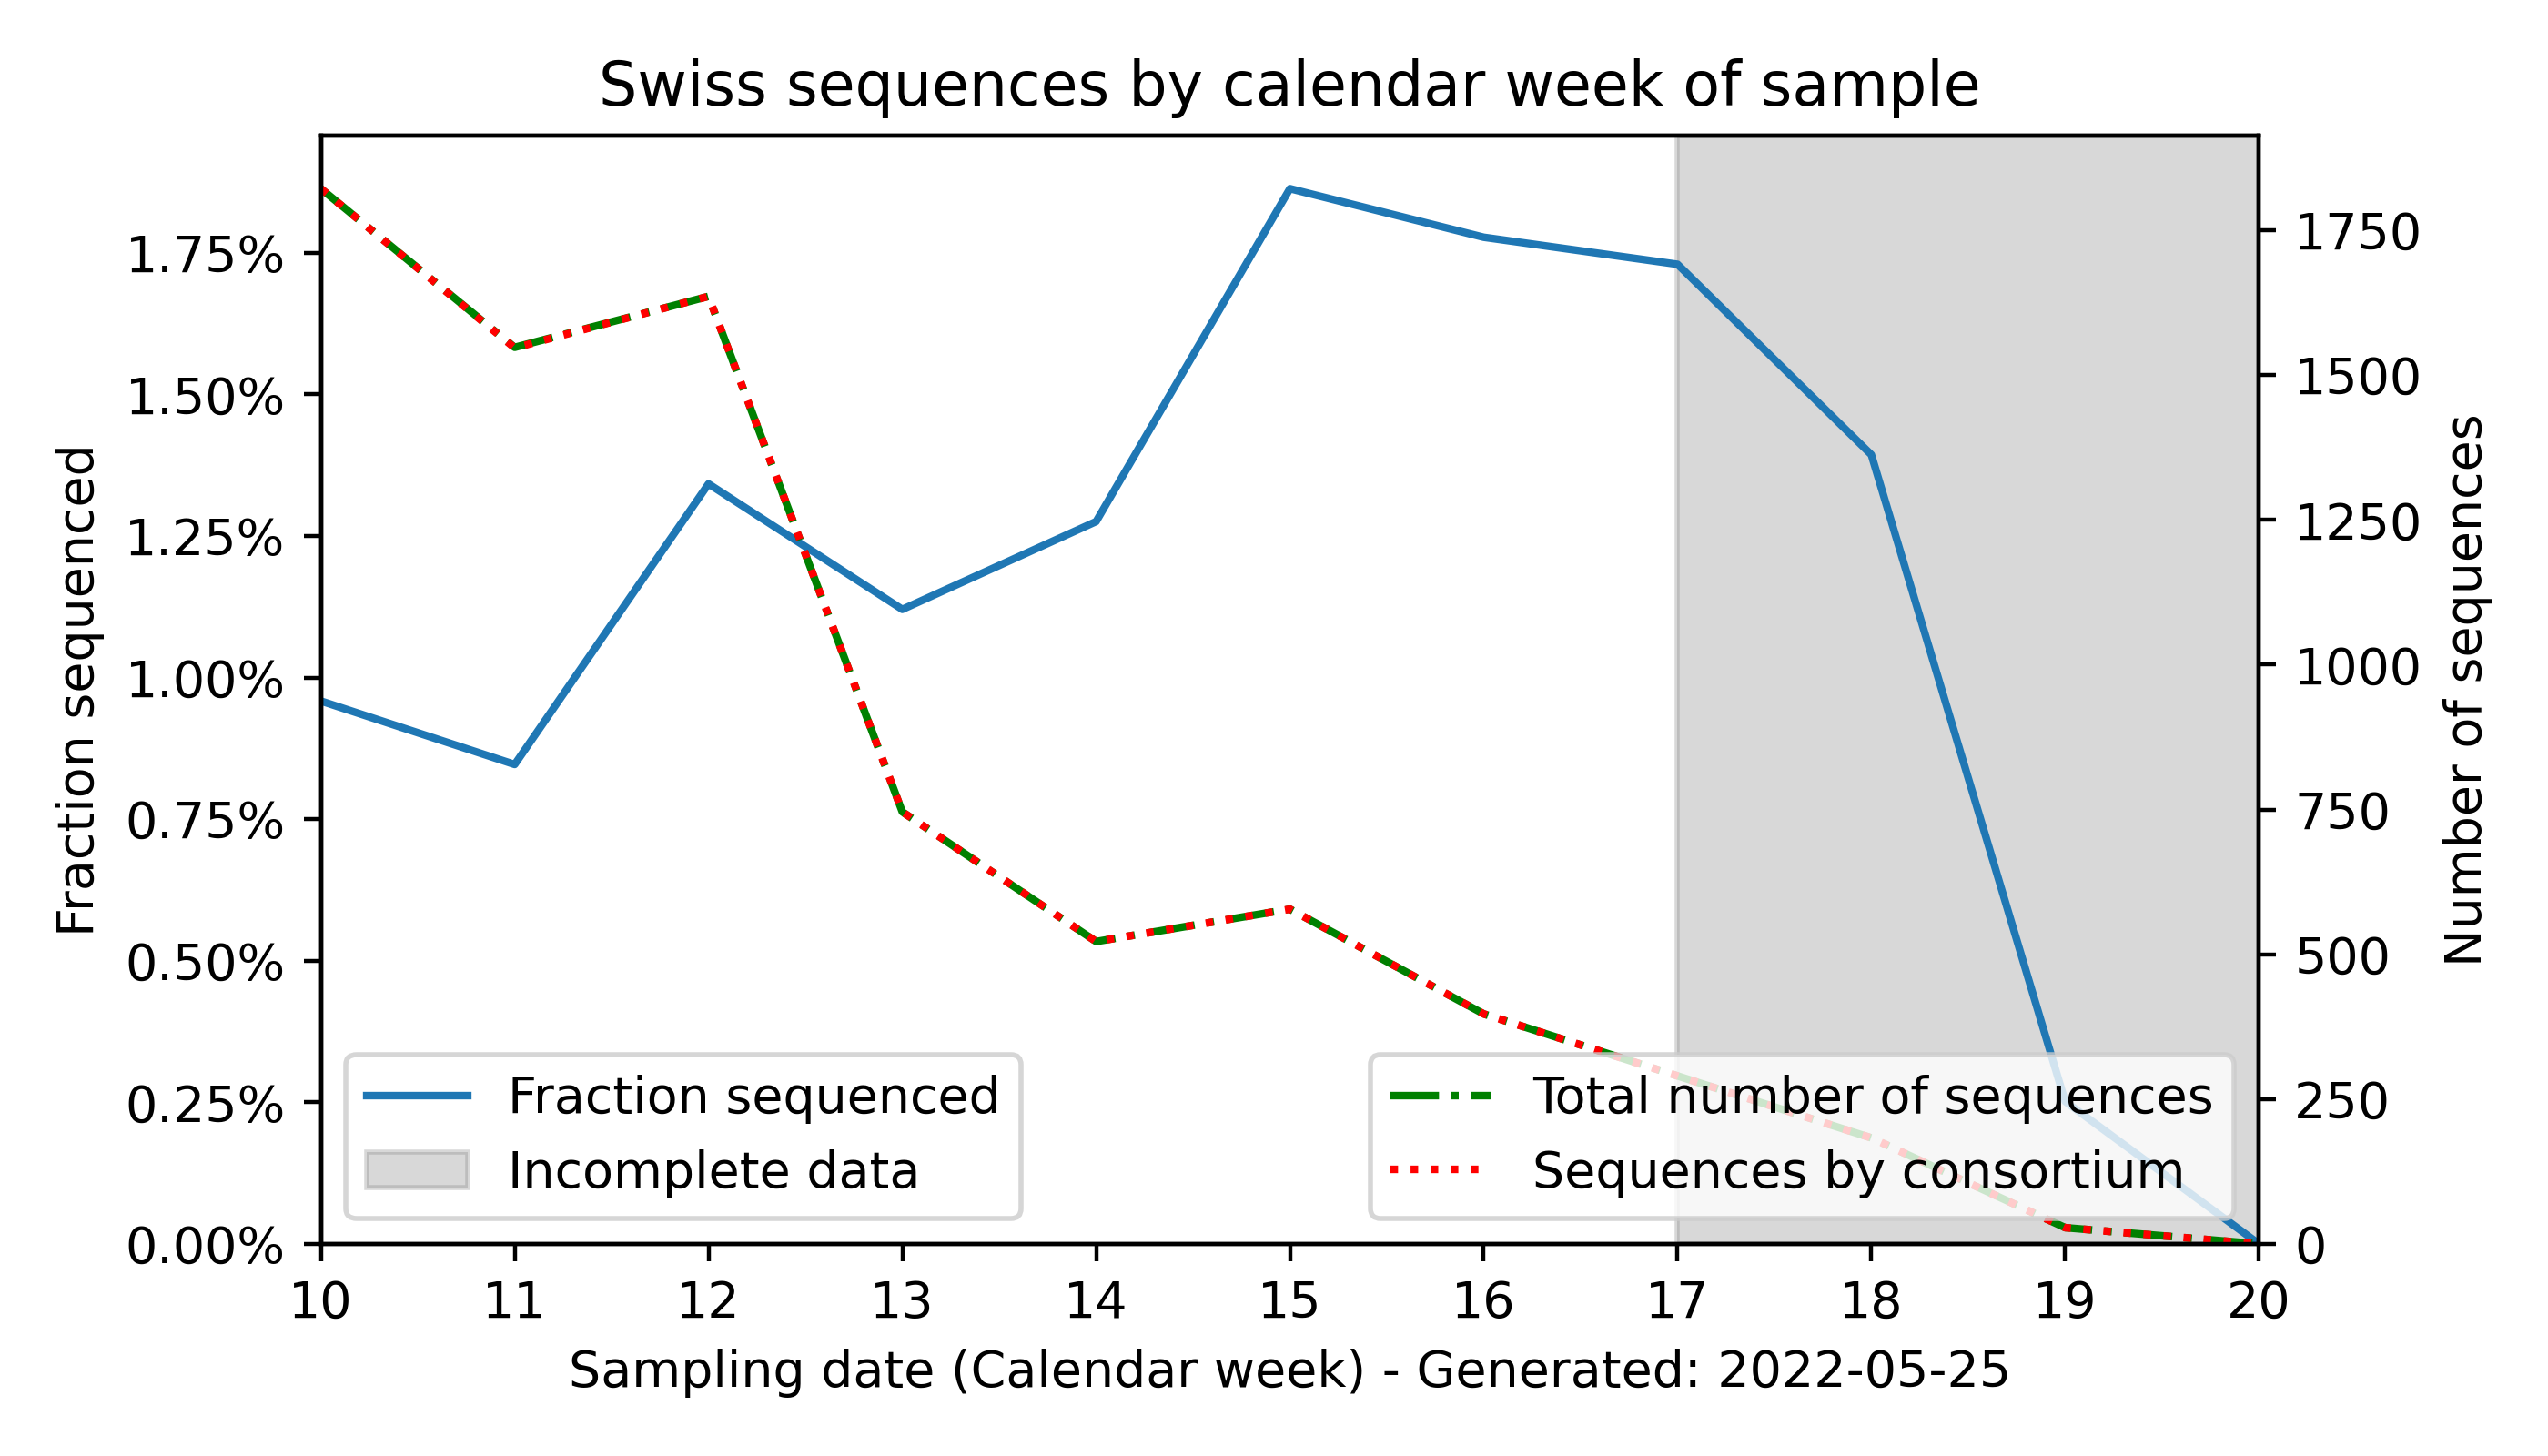 Swiss sequences by calendar week of sample
Fraction sequenced
1.75%
1.50%
1.25%
1.00%
0.75%
0.50%
0.25%
0.00%
1750
1500
1250
1000
750
500
250
0
Number of sequences
Fraction sequenced
Incomplete data
Total number of sequences
Sequences by consortium
10 11 12 13 14 15 16 17 18 19 20
Sampling date (Calendar week) - Generated: 2022-05-25